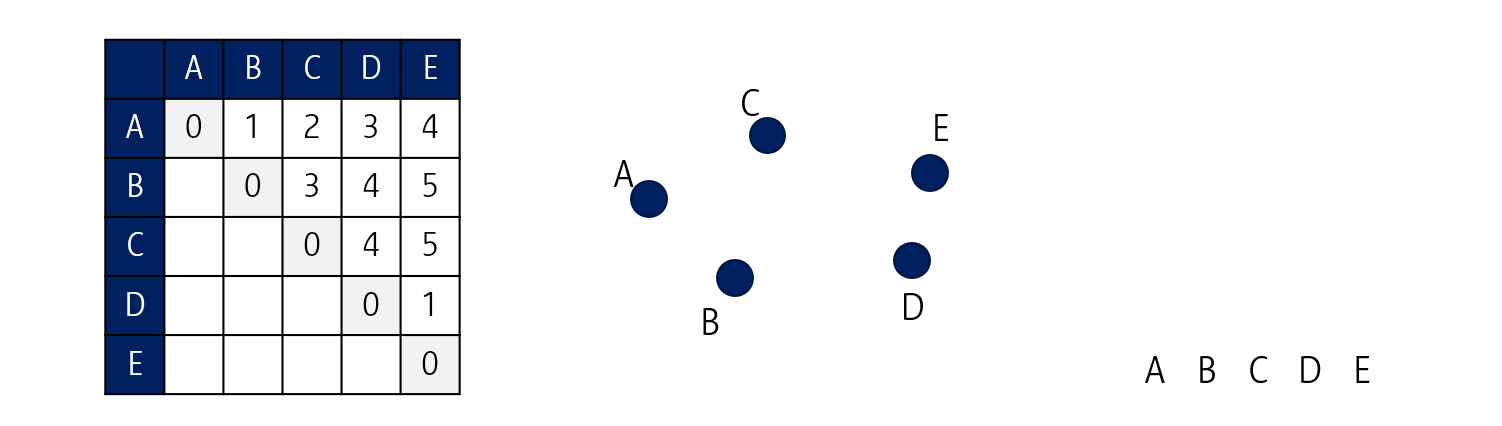 A B C D E
A 0 1 2 3 4
B 0 3 4 5
C 0 4 5
D 0 1
E 0
C
E
A
D
B
A B C D E